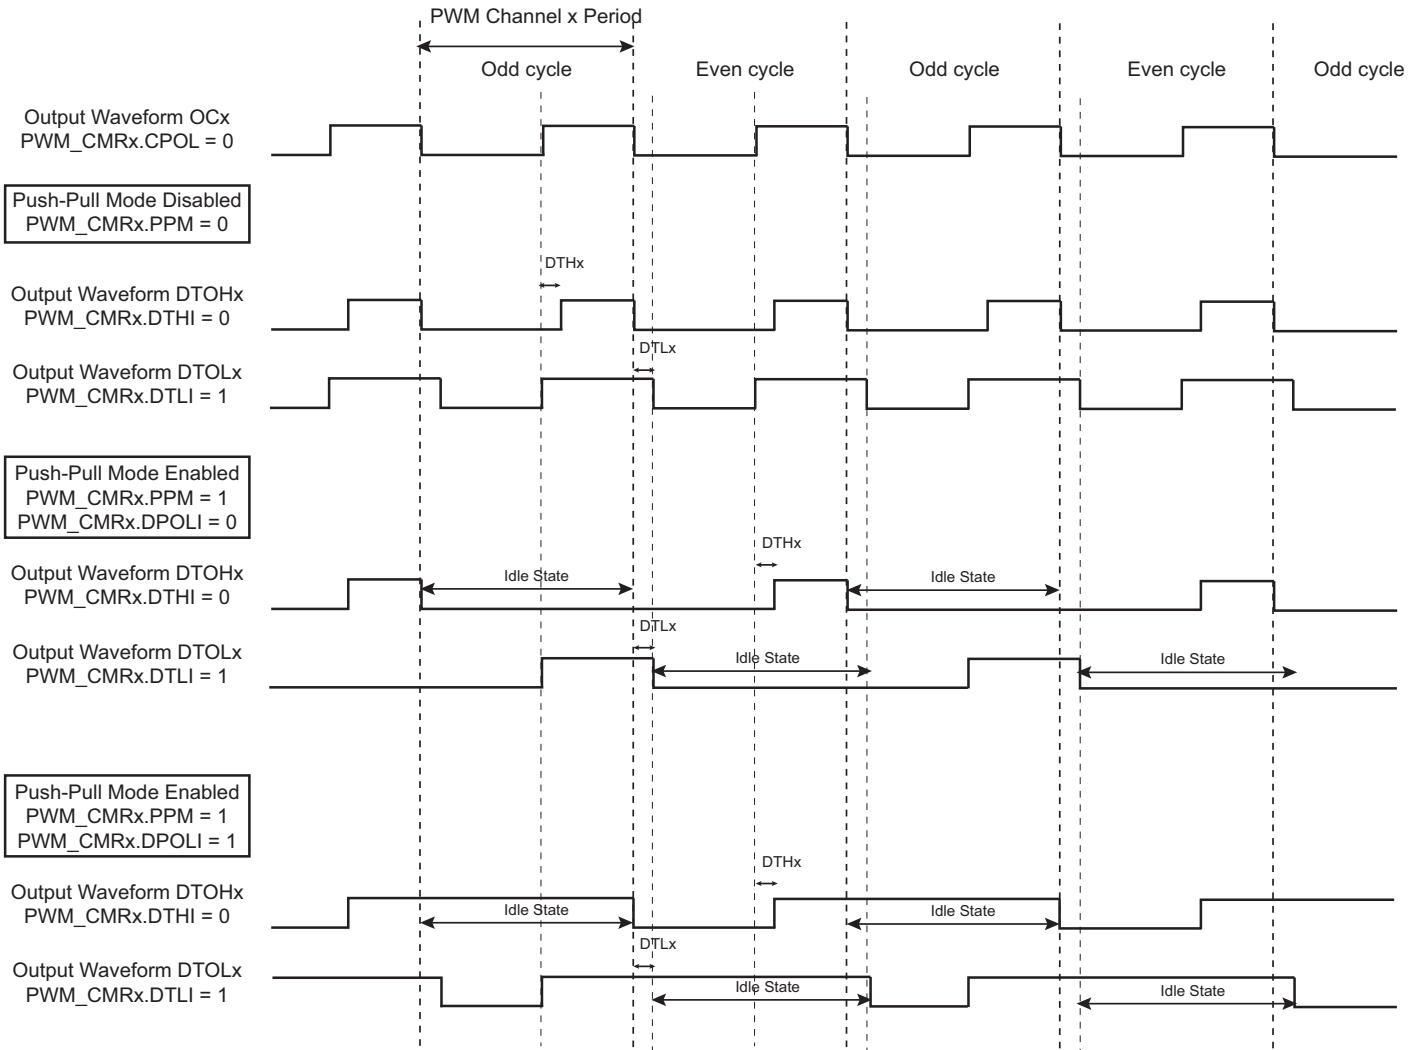 PWM Channel x Period
Odd cycle
Even cycle
Odd cycle
Even cycle
Odd cycle
Output Waveform OCx
PWM_CMRx.CPOL = 0
Push-Pull Mode Disabled
PWM_CMRx.PPM = 0
DTHx
Output Waveform DTOHx
PWM_CMRx.DTHI = 0
DTLx
Output Waveform DTOLx
PWM_CMRx.DTLI = 1
Push-Pull Mode Enabled
PWM_CMRx.PPM = 1
PWM_CMRx.DPOLI = 0
DTHx
Output Waveform DTOHx
PWM_CMRx.DTHI = 0
Idle State
Idle State
DTLx
Output Waveform DTOLx
PWM_CMRx.DTLI = 1
Idle State
Idle State
Push-Pull Mode Enabled
PWM_CMRx.PPM = 1
PWM_CMRx.DPOLI = 1
DTHx
Output Waveform DTOHx
PWM_CMRx.DTHI = 0
Idle State
Idle State
DTLx
Output Waveform DTOLx
PWM_CMRx.DTLI = 1
Idle State
Idle State